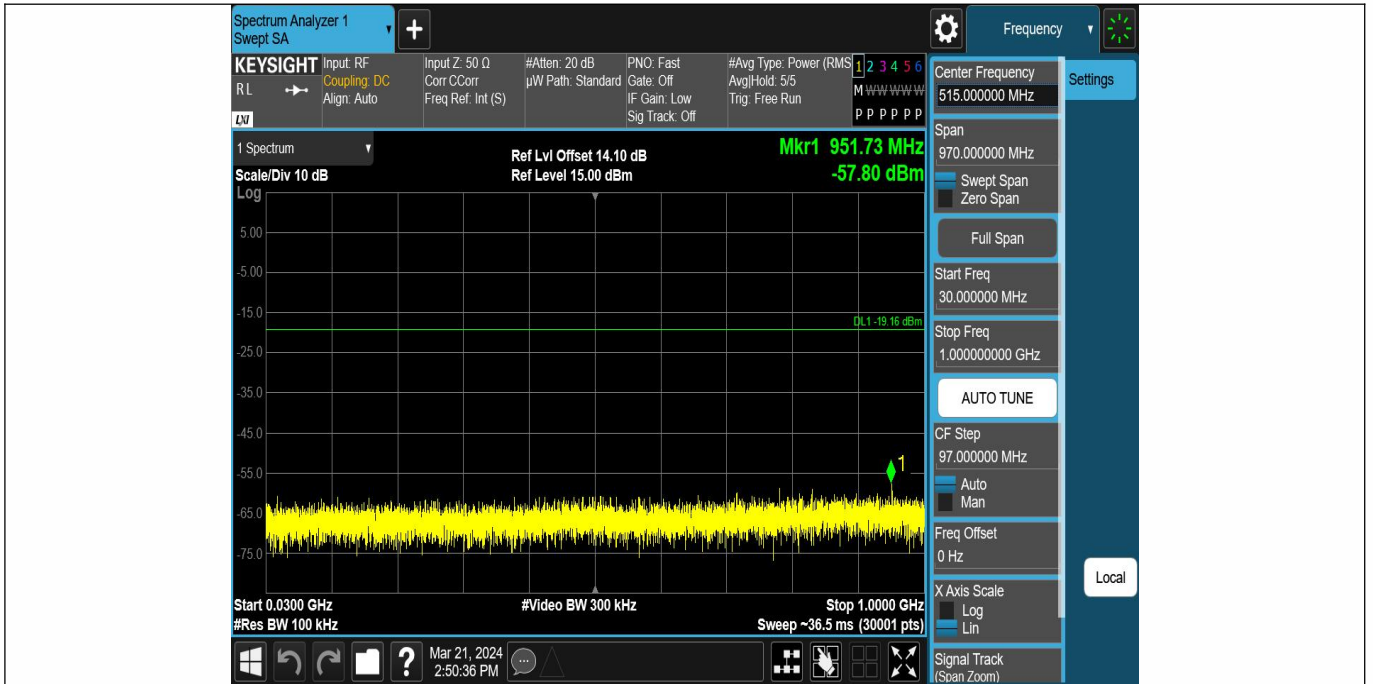 Spectrum Analyzer 1
Swept SA
+
Frequency
KEYSIGHT
R L
LXI
Input: RF
Coupling: DC
Align: Auto
Input Z: 50 Ω
Corr CCorr
Freq Ref: Int (S)
#Atten: 20 dB
µW Path: Standard
PNO: Fast
Gate: Off
IF Gain: Low
Sig Track: Off
#Avg Type: Power (RMS
Avg|Hold: 5/5
Trig: Free Run
1 2 3 4 5 6
M W W W W W
P P P P P P
1 Spectrum
Scale/Div 10 dB
Ref Lvl Offset 14.10 dB
Ref Level 15.00 dBm
Mkr1 951.73 MHz
-57.80 dBm
Log
5.00
-5.00
-15.0
DL1 -19.16 dBm
-25.0
-35.0
-45.0
-55.0
1
-65.0
-75.0
Start 0.0300 GHz
#Video BW 300 kHz
Stop 1.0000 GHz
#Res BW 100 kHz
Sweep ~36.5 ms (30001 pts)
Center Frequency
515.000000 MHz
Settings
Span
970.000000 MHz
Swept Span
Zero Span
Full Span
Start Freq
30.000000 MHz
Stop Freq
1.000000000 GHz
AUTO TUNE
CF Step
97.000000 MHz
Auto
Man
Freq Offset
0 Hz
Local
X Axis Scale
Log
Lin
Signal Track
(Span Zoom)
?
Mar 21, 2024
2:50:36 PM